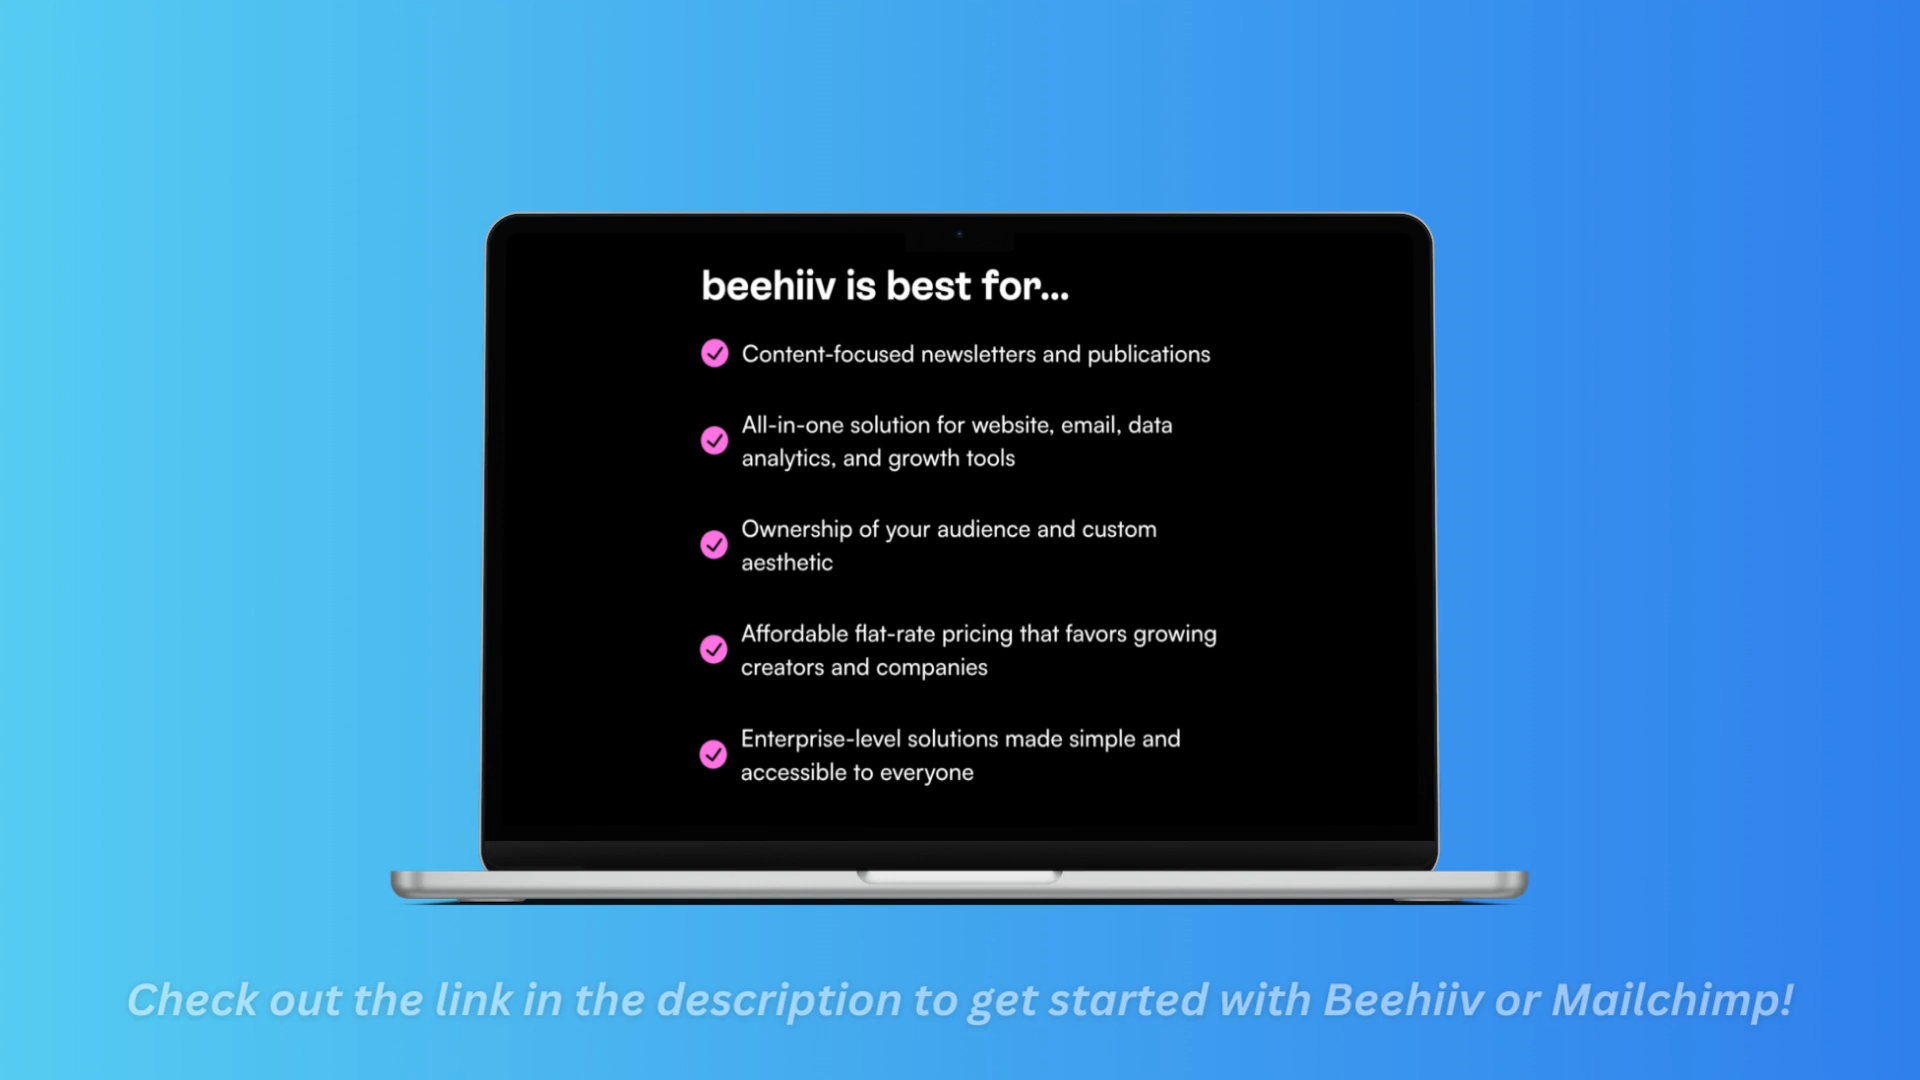 beehiiv is best for...
Content-focused newsletters and publications
All-in-one solution for website, email, data
analytics, and growth tools
Ownership of your audience and custom
aesthetic
Affordable flat-rate pricing that favors growing
creators and companies
Enterprise-level solutions made simple and
accessible to everyone
Check out the link in the description to get started with Beehiiv or Mailchimp!